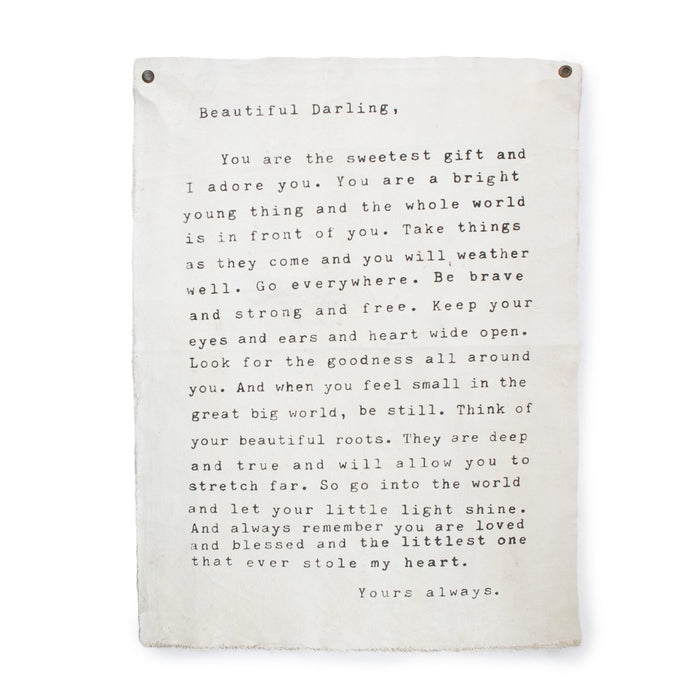 Beautiful Darling,
You are the sweetest gift and
I adore you. You are a bright
young thing and the whole world
is in front of you. Take things
as they come and you will weather
well. Go everywhere. Be brave
and strong and free. Keep your
eyes and ears and heart wide open.
Look for the goodness all around
you. And when you feel small in the
great big world, be still. Think of
your beautiful roots. They are deep
and true and will allow you to
stretch far. So go into the world
and let your little light shine.
And always remember you are loved
and blessed and the littlest one
that ever stole my heart.
Yours always.